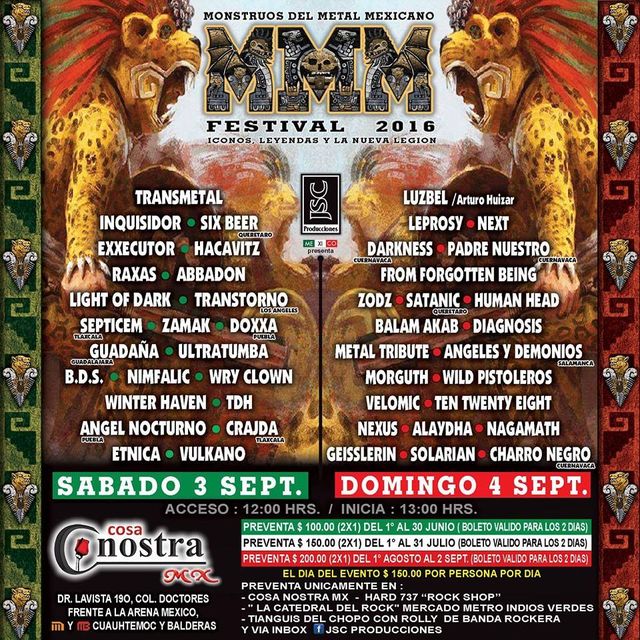 MONSTRUOS DEL METAL MEXICANO
MMM
FESTIVAL 2016
ICONOS, LEYENDAS Y LA NUEVA LEGION
JSC
Producciones
MEXICO
presenta
TRANSMETAL
INQUISIDOR • SIX BEER
QUERETARO
EXXECUTOR • HACAVITZ
RAXAS • ABBADON
LIGHT OF DARK • TRANSTORNO
LOS ANGELES
SEPTICEM • ZAMAK • DOXXA
TLAXCALA PUEBLA
GUADAÑA • ULTRATUMBA
GUADALAJARA
B.D.S. • NIMFALIC • WRY CLOWN
WINTER HAVEN • TDH
ANGEL NOCTURNO • CRAJDA
PUEBLA TLAXCALA
ETNICA • VULKANO
SABADO 3 SEPT.
LUZBEL /Arturo Huizar
LEPROSY • NEXT
DARKNESS • PADRE NUESTRO
CUERNAVACA CUERNAVACA
FROM FORGOTTEN BEING
ZODZ • SATANIC • HUMAN HEAD
QUERETARO
BALAM AKAB • DIAGNOSIS
METAL TRIBUTE • ANGELES Y DEMONIOS
SALAMANCA
MORGUTH • WILD PISTOLEROS
VELOMIC • TEN TWENTY EIGHT
NEXUS • ALAYDHA • NAGAMATH
GEISSLERIN • SOLARIAN • CHARRO NEGRO
CUERNAVACA
DOMINGO 4 SEPT.
ACCESO : 12:00 HRS. / INICIA : 13:00 HRS.
cosa
nostra
MX
DR. LAVISTA 190, COL. DOCTORES
FRENTE A LA ARENA MEXICO,
M1 Y M3 CUAUHTEMOC Y BALDERAS
PREVENTA $ 100.00 (2X1) DEL 1° AL 30 JUNIO ( BOLETO VALIDO PARA LOS 2 DIAS)
PREVENTA $ 150.00 (2X1) DEL 1° AL 31 JULIO (BOLETO VALIDO PARA LOS 2 DIAS)
PREVENTA $ 200.00 (2X1) DEL 1° AGOSTO AL 2 SEPT. (BOLETO VALIDO PARA LOS 2 DIAS)
EL DIA DEL EVENTO $ 150.00 POR PERSONA POR DIA
PREVENTA UNICAMENTE EN :
- COSA NOSTRA MX - HARD 737 "ROCK SHOP"
- " LA CATEDRAL DEL ROCK" MERCADO METRO INDIOS VERDES
- TIANGUIS DEL CHOPO CON ROLLY DE BANDA ROCKERA
Y VIA INBOX f JSC PRODUCCIONES